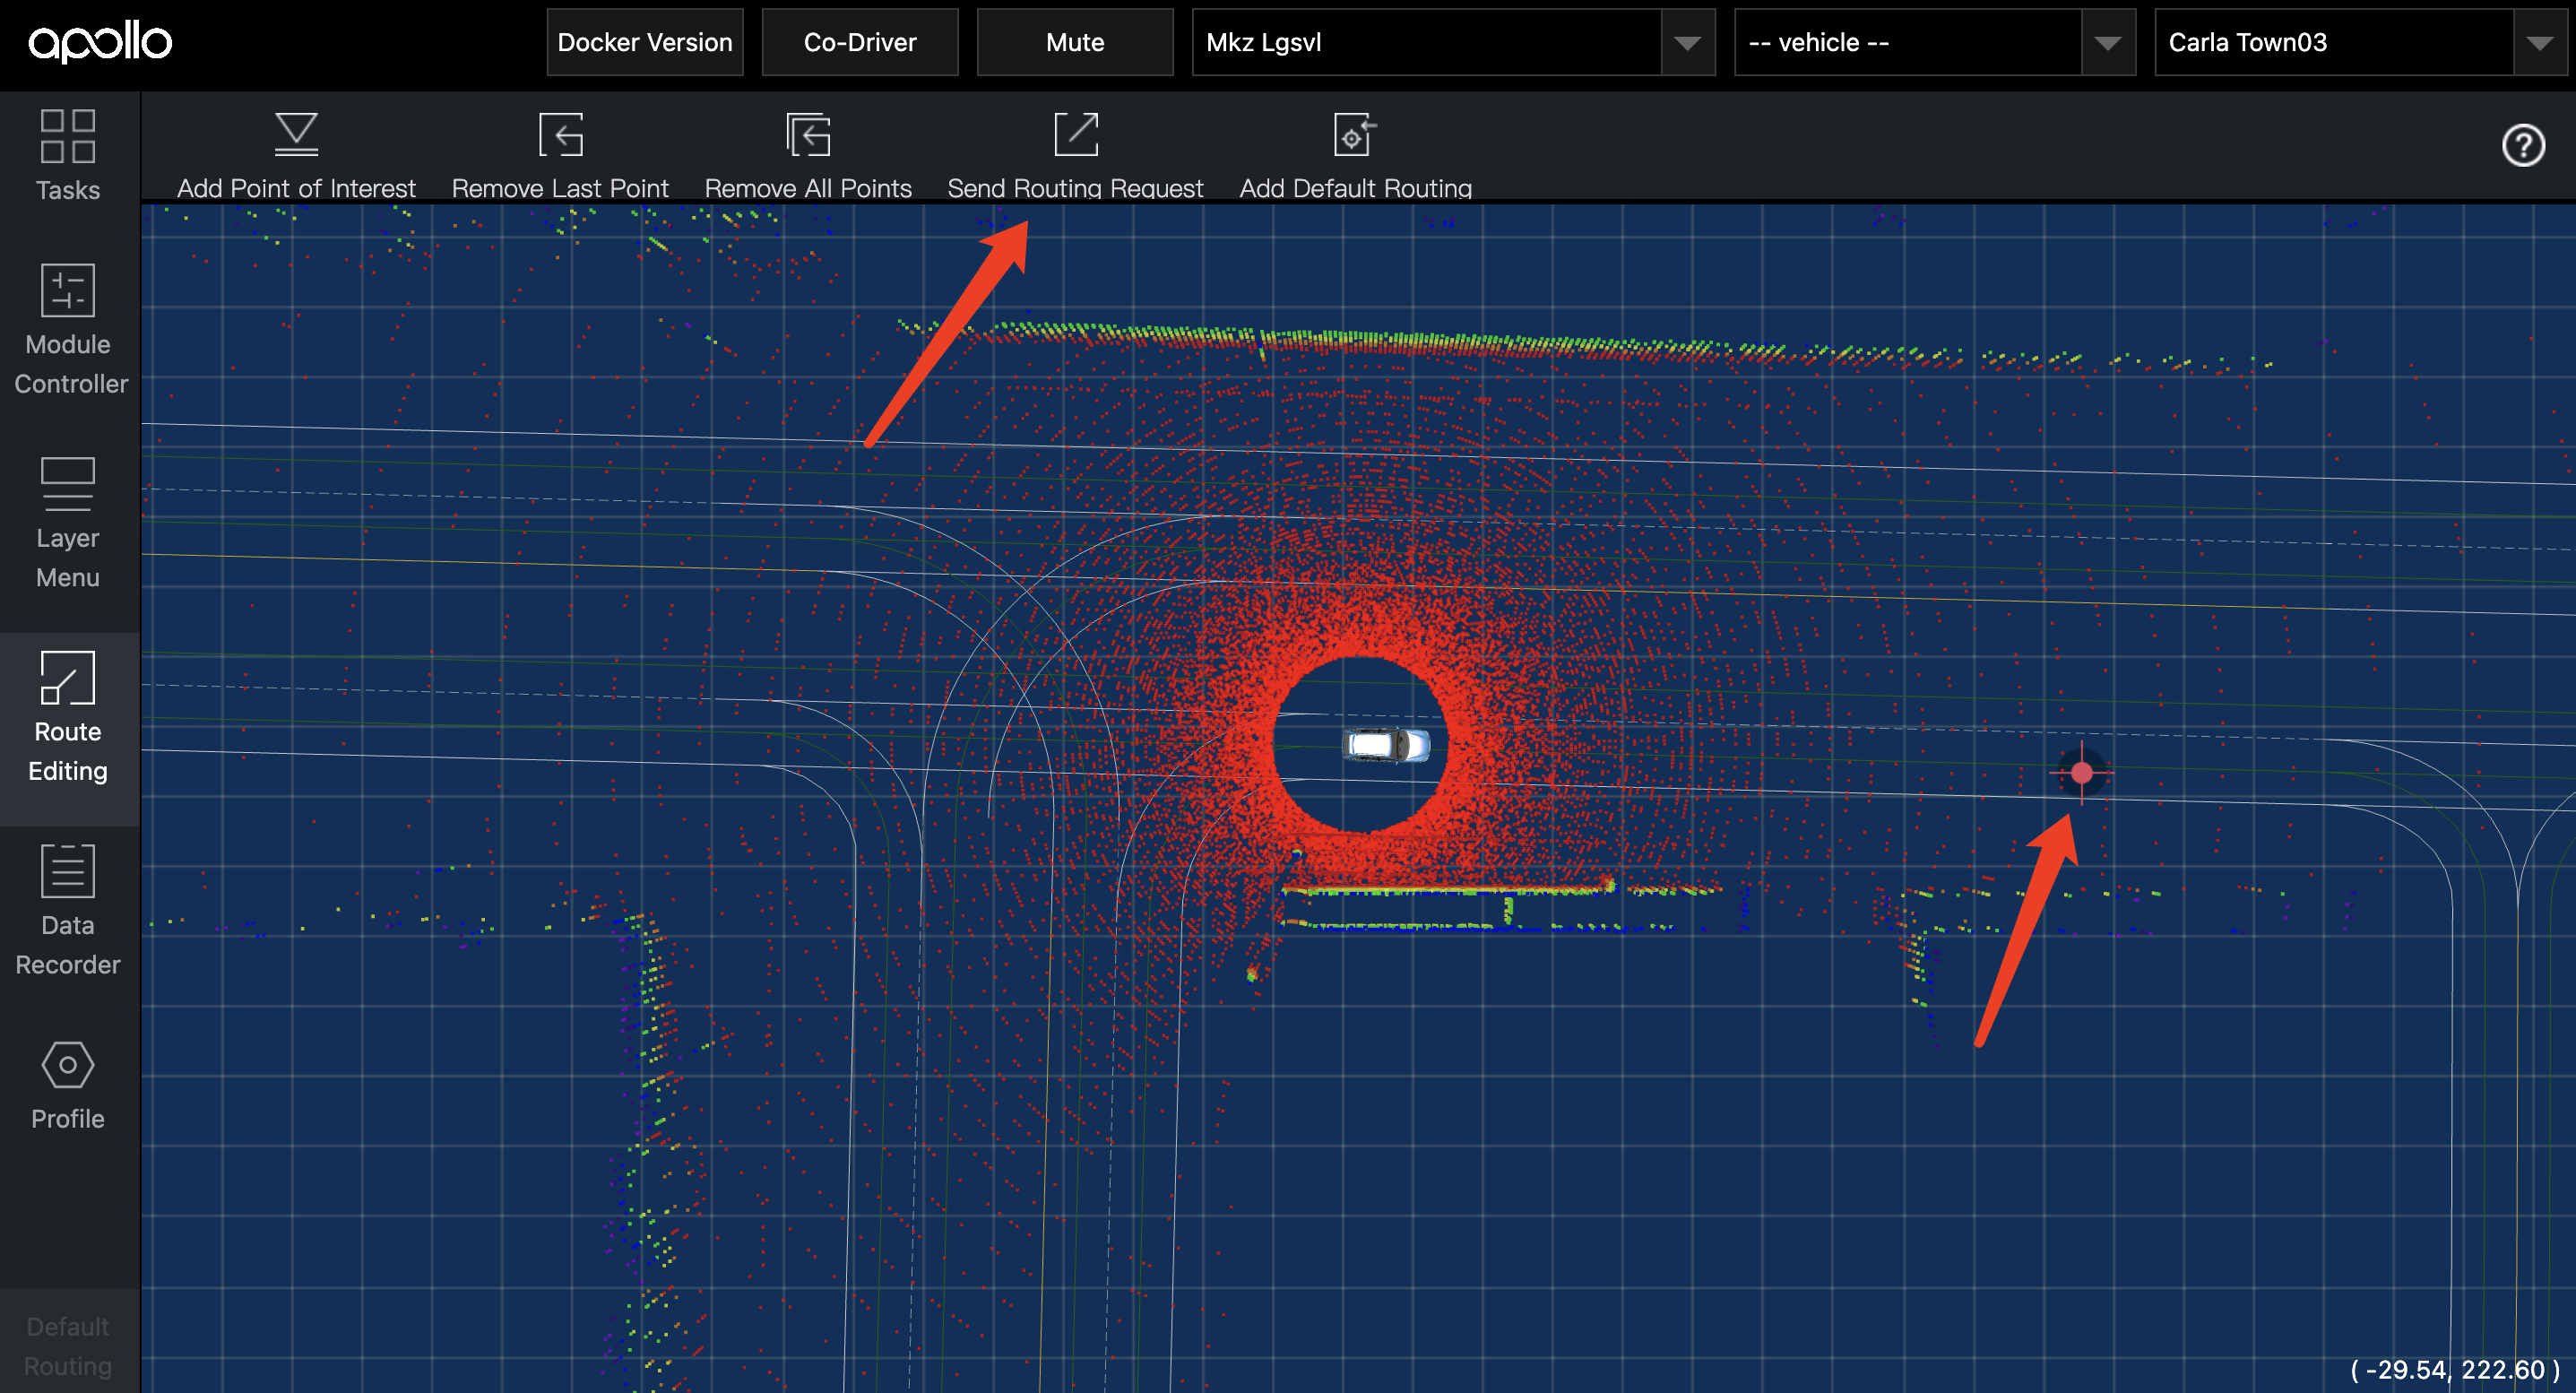 apollo
Docker Version
Co-Driver
Mute
Mkz Lgsvl
-- vehicle --
Carla Town03
Add Point of Interest
Remove Last Point
Remove All Points
Send Routing Request
Add Default Routing
?
Tasks
Module
Controller
Layer
Menu
Route
Editing
Data
Recorder
Profile
Default
Routing
( -29.54, 222.60 )